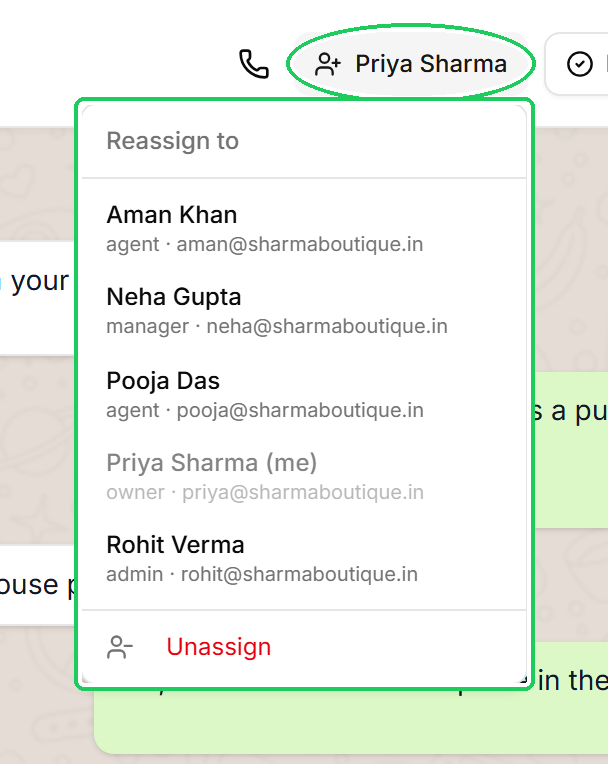 Priya Sharma
Reassign to
Aman Khan
agent · aman@sharmaboutique.in
your
Neha Gupta
manager · neha@sharmaboutique.in
Pooja Das
agent · pooja@sharmaboutique.in
s a pu
Priya Sharma (me)
owner · priya@sharmaboutique.in
Rohit Verma
admin · rohit@sharmaboutique.in
ouse p
Unassign
in the